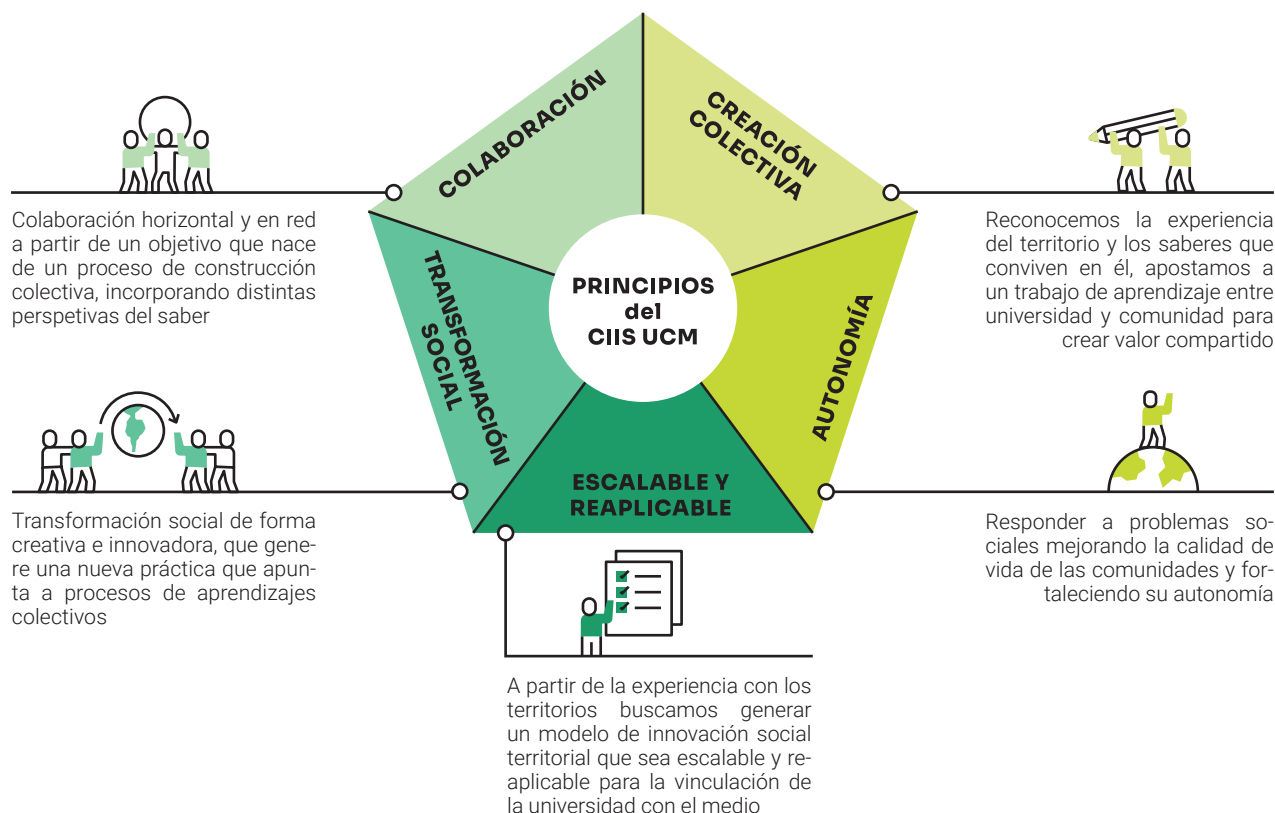 COLABORACIÓN
CREACIÓN
COLECTIVA
Colaboración horizontal y en red
a partir de un objetivo que nace
de un proceso de construcción
colectiva, incorporando distintas
perspetivas del saber
Reconocemos la experiencia
del territorio y los saberes que
conviven en él, apostamos a
un trabajo de aprendizaje entre
universidad y comunidad para
crear valor compartido
PRINCIPIOS
del
CIIS UCM
TRANSFORMACIÓN
SOCIAL
AUTONOMÍA
ESCALABLE Y
REAPLICABLE
Transformación social de forma
creativa e innovadora, que gene-
re una nueva práctica que apun-
ta a procesos de aprendizajes
colectivos
Responder a problemas so-
ciales mejorando la calidad de
vida de las comunidades y for-
taleciendo su autonomía
A partir de la experiencia con los
territorios buscamos generar
un modelo de innovación social
territorial que sea escalable y re-
aplicable para la vinculación de
la universidad con el medio